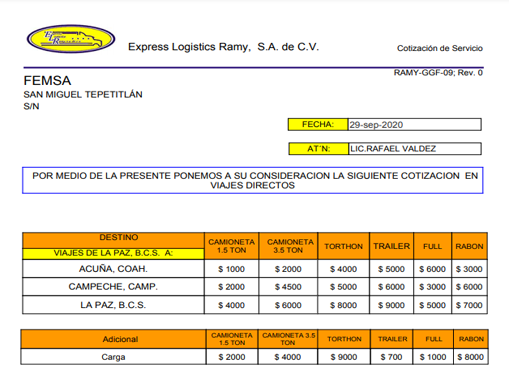 Express Logistics Ramy, S.A. de C.V.
Cotización de Servicio
RAMY-GGF-09; Rev. 0
FEMSA
SAN MIGUEL TEPETITLÁN
S/N
FECHA: 29-sep-2020
AT'N: LIC.RAFAEL VALDEZ
POR MEDIO DE LA PRESENTE PONEMOS A SU CONSIDERACION LA SIGUIENTE COTIZACION EN
VIAJES DIRECTOS
DESTINO
VIAJES DE LA PAZ, B.C.S. A:
CAMIONETA 1.5 TON CAMIONETA 3.5 TON TORTHON TRAILER FULL RABON
ACUÑA, COAH. $ 1000 $ 2000 $ 4000 $ 5000 $ 6000 $ 3000
CAMPECHE, CAMP. $ 2000 $ 4500 $ 5000 $ 6000 $ 3000 $ 6000
LA PAZ, B.C.S. $ 4000 $ 6000 $ 8000 $ 9000 $ 5000 $ 7000
Adicional CAMIONETA 1.5 TON CAMIONETA 3.5 TON TORTHON TRAILER FULL RABON
Carga $ 2000 $ 4000 $ 9000 $ 700 $ 1000 $ 8000